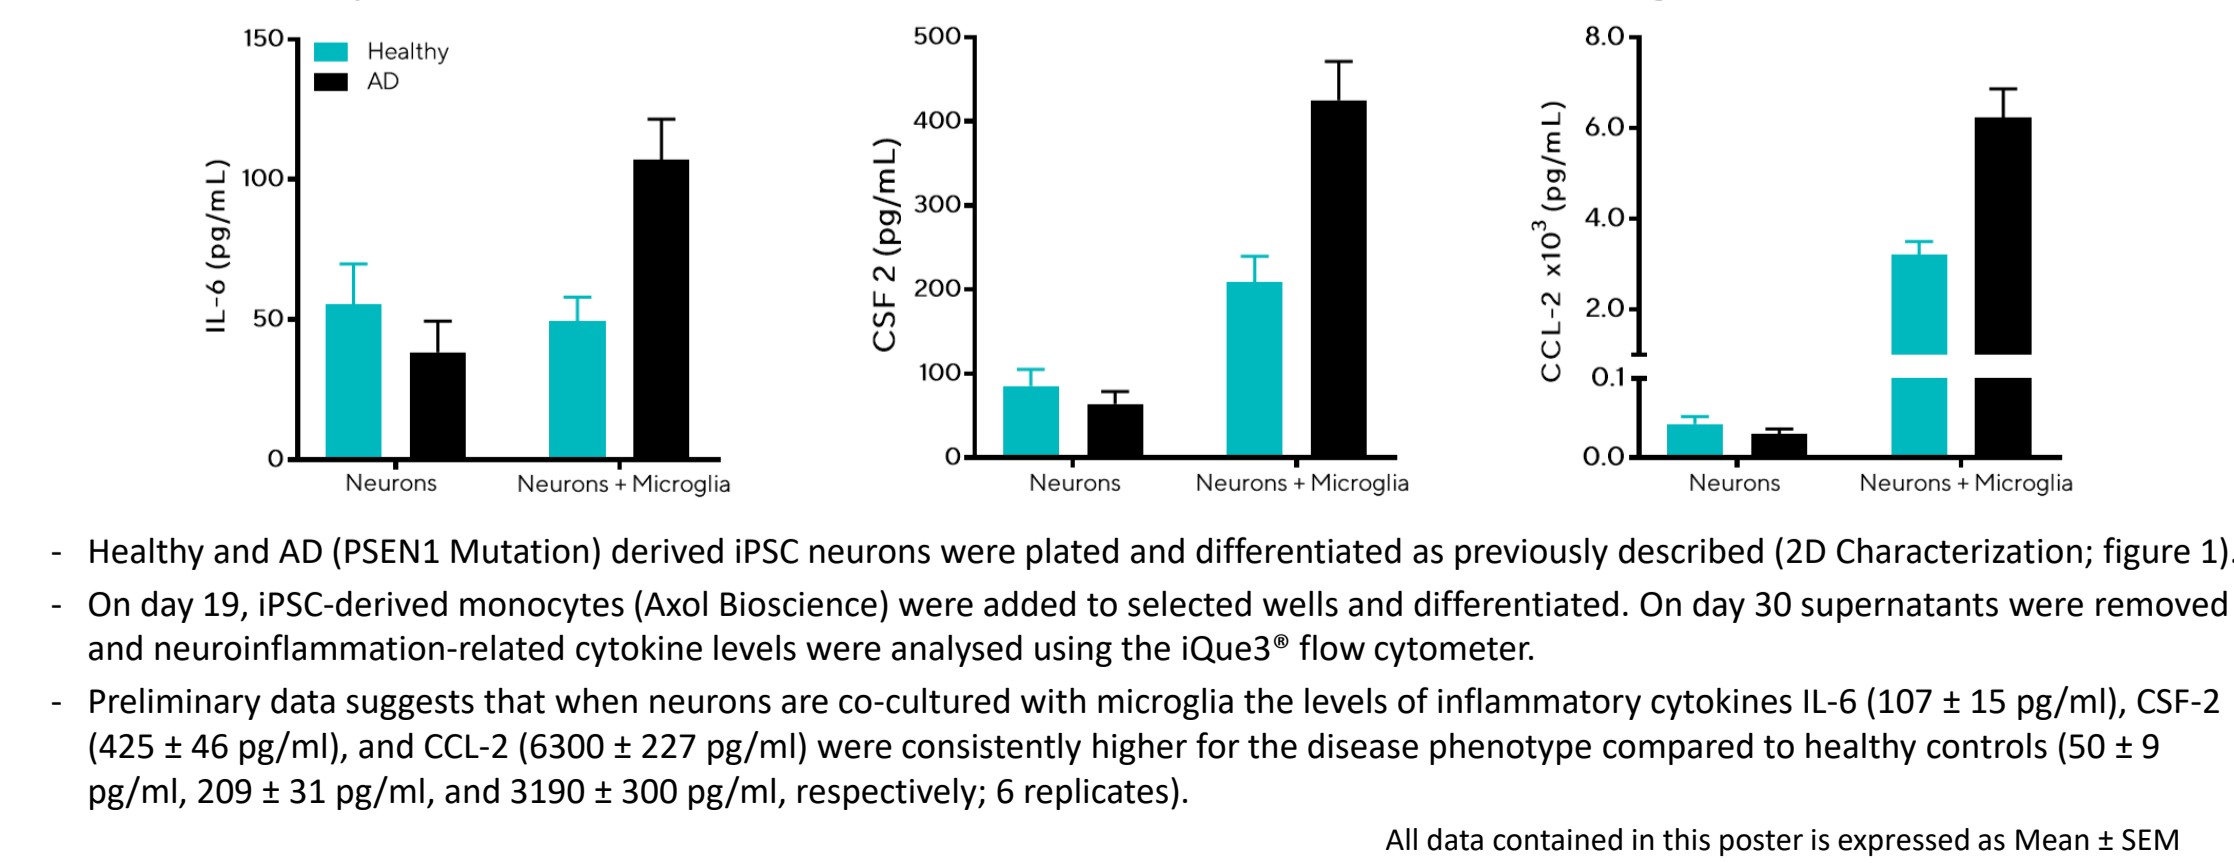 150
100
50
0
IL-6 (pg/mL)
Healthy
AD
Neurons
Neurons + Microglia
500
400
300
200
100
0
CSF 2 (pg/mL)
Neurons
Neurons + Microglia
8.0
6.0
4.0
2.0
0.1
0.0
CCL-2 x10³ (pg/mL)
Neurons
Neurons + Microglia
- Healthy and AD (PSEN1 Mutation) derived iPSC neurons were plated and differentiated as previously described (2D Characterization; figure 1).
- On day 19, iPSC-derived monocytes (Axol Bioscience) were added to selected wells and differentiated. On day 30 supernatants were removed
and neuroinflammation-related cytokine levels were analysed using the iQue3® flow cytometer.
- Preliminary data suggests that when neurons are co-cultured with microglia the levels of inflammatory cytokines IL-6 (107 ± 15 pg/ml), CSF-2
(425 ± 46 pg/ml), and CCL-2 (6300 ± 227 pg/ml) were consistently higher for the disease phenotype compared to healthy controls (50 ± 9
pg/ml, 209 ± 31 pg/ml, and 3190 ± 300 pg/ml, respectively; 6 replicates).
All data contained in this poster is expressed as Mean ± SEM